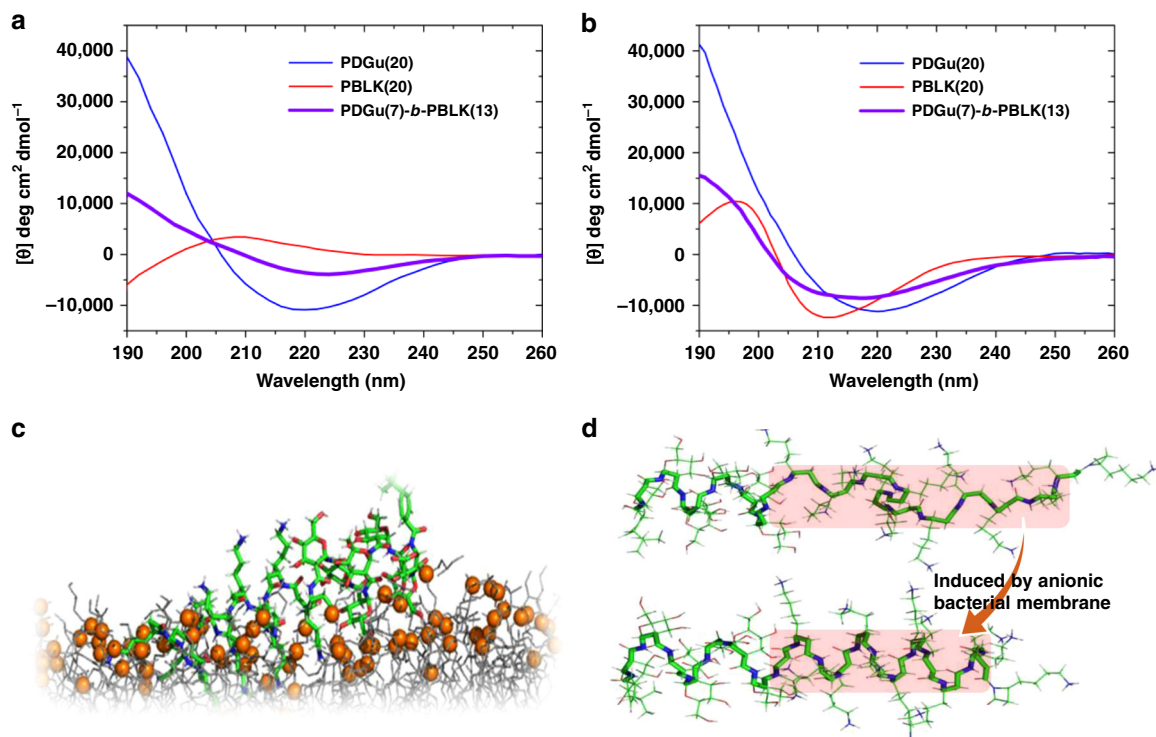 a
[θ] deg cm² dmol⁻¹
40,000
30,000
20,000
10,000
0
−10,000
PDGu(20)
PBLK(20)
PDGu(7)-b-PBLK(13)
190 200 210 220 230 240 250 260
Wavelength (nm)
b
[θ] deg cm² dmol⁻¹
40,000
30,000
20,000
10,000
0
−10,000
PDGu(20)
PBLK(20)
PDGu(7)-b-PBLK(13)
190 200 210 220 230 240 250 260
Wavelength (nm)
c
d
Induced by anionic
bacterial membrane